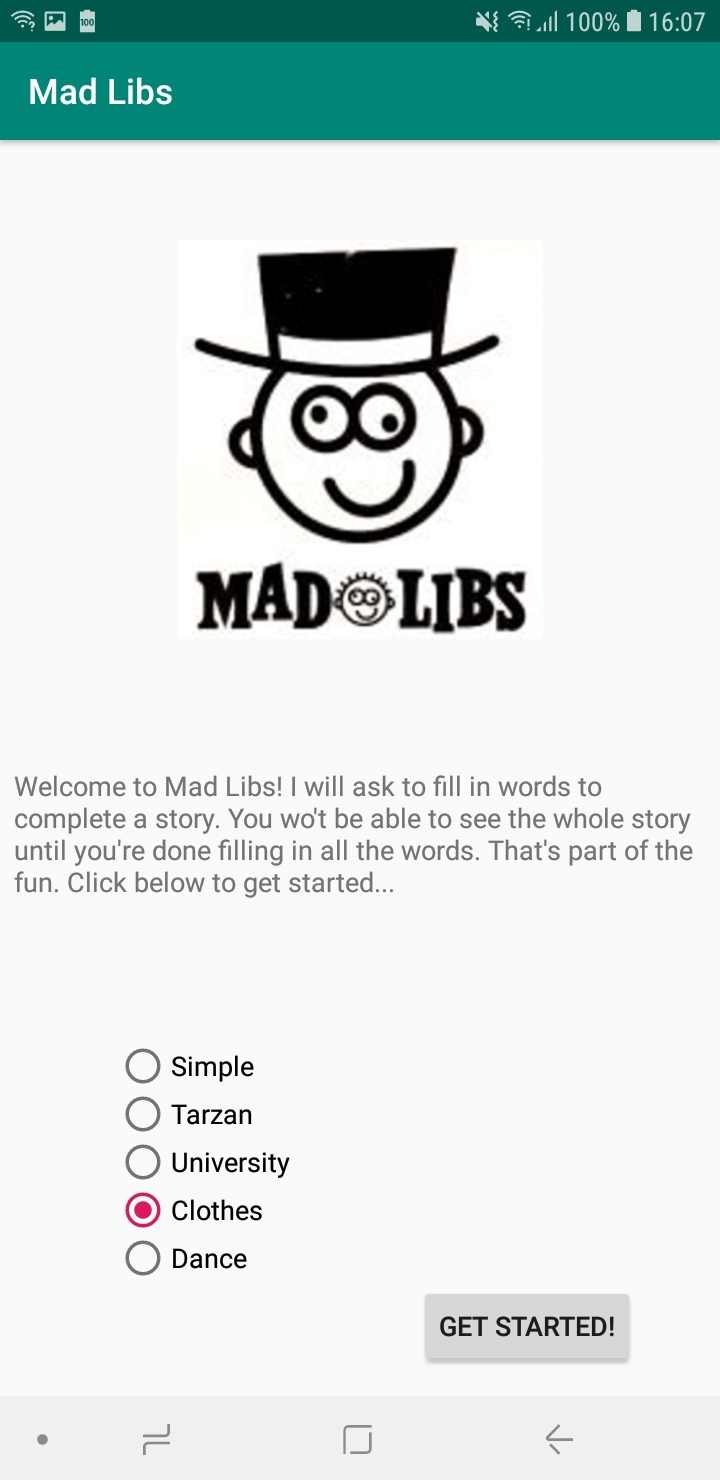 100
100% 16:07
Mad Libs
MAD LIBS
Welcome to Mad Libs! I will ask to fill in words to
complete a story. You wo't be able to see the whole story
until you're done filling in all the words. That's part of the
fun. Click below to get started...
Simple
Tarzan
University
Clothes
Dance
GET STARTED!